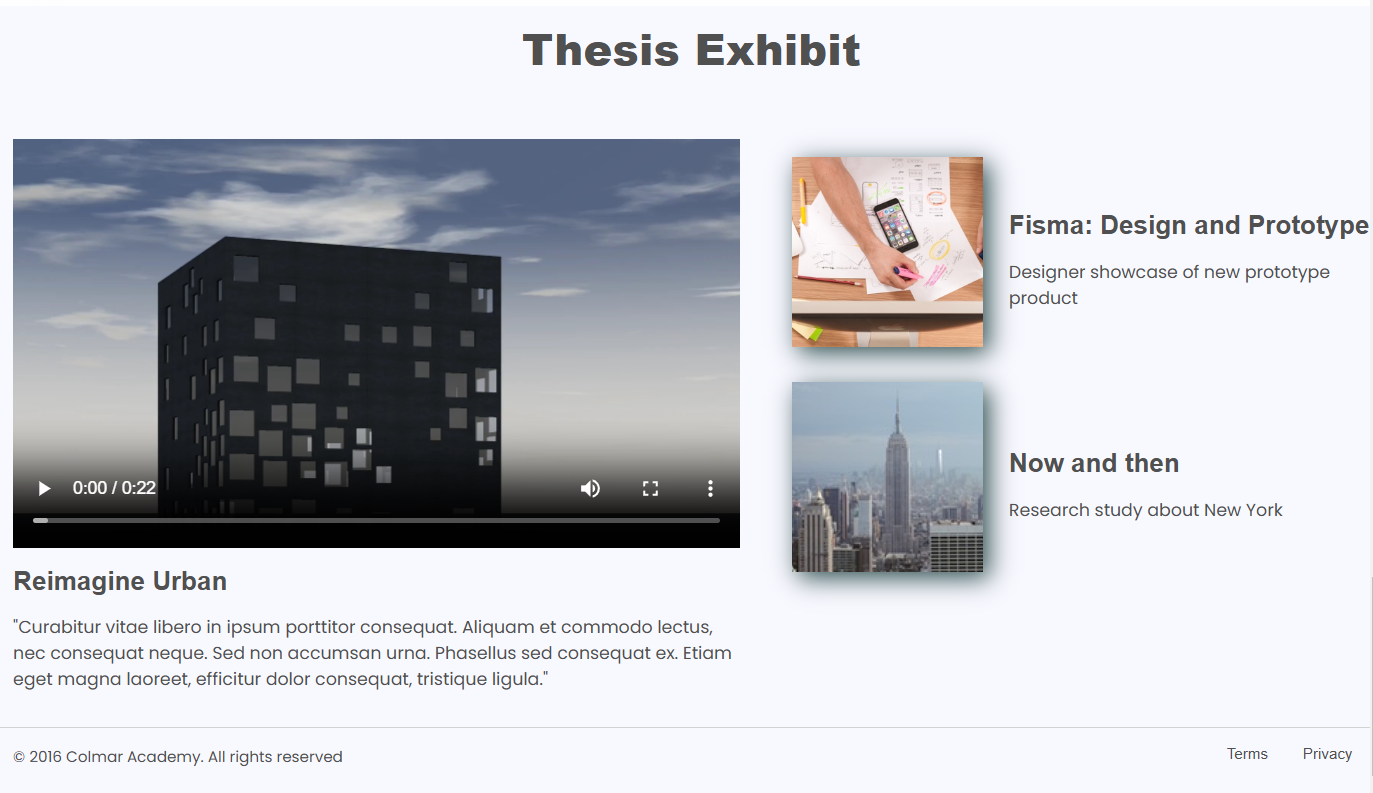 Thesis Exhibit
0:00 / 0:22
Reimagine Urban
"Curabitur vitae libero in ipsum porttitor consequat. Aliquam et commodo lectus,
nec consequat neque. Sed non accumsan urna. Phasellus sed consequat ex. Etiam
eget magna laoreet, efficitur dolor consequat, tristique ligula."
Fisma: Design and Prototype
Designer showcase of new prototype
product
Now and then
Research study about New York
© 2016 Colmar Academy. All rights reserved
Terms
Privacy